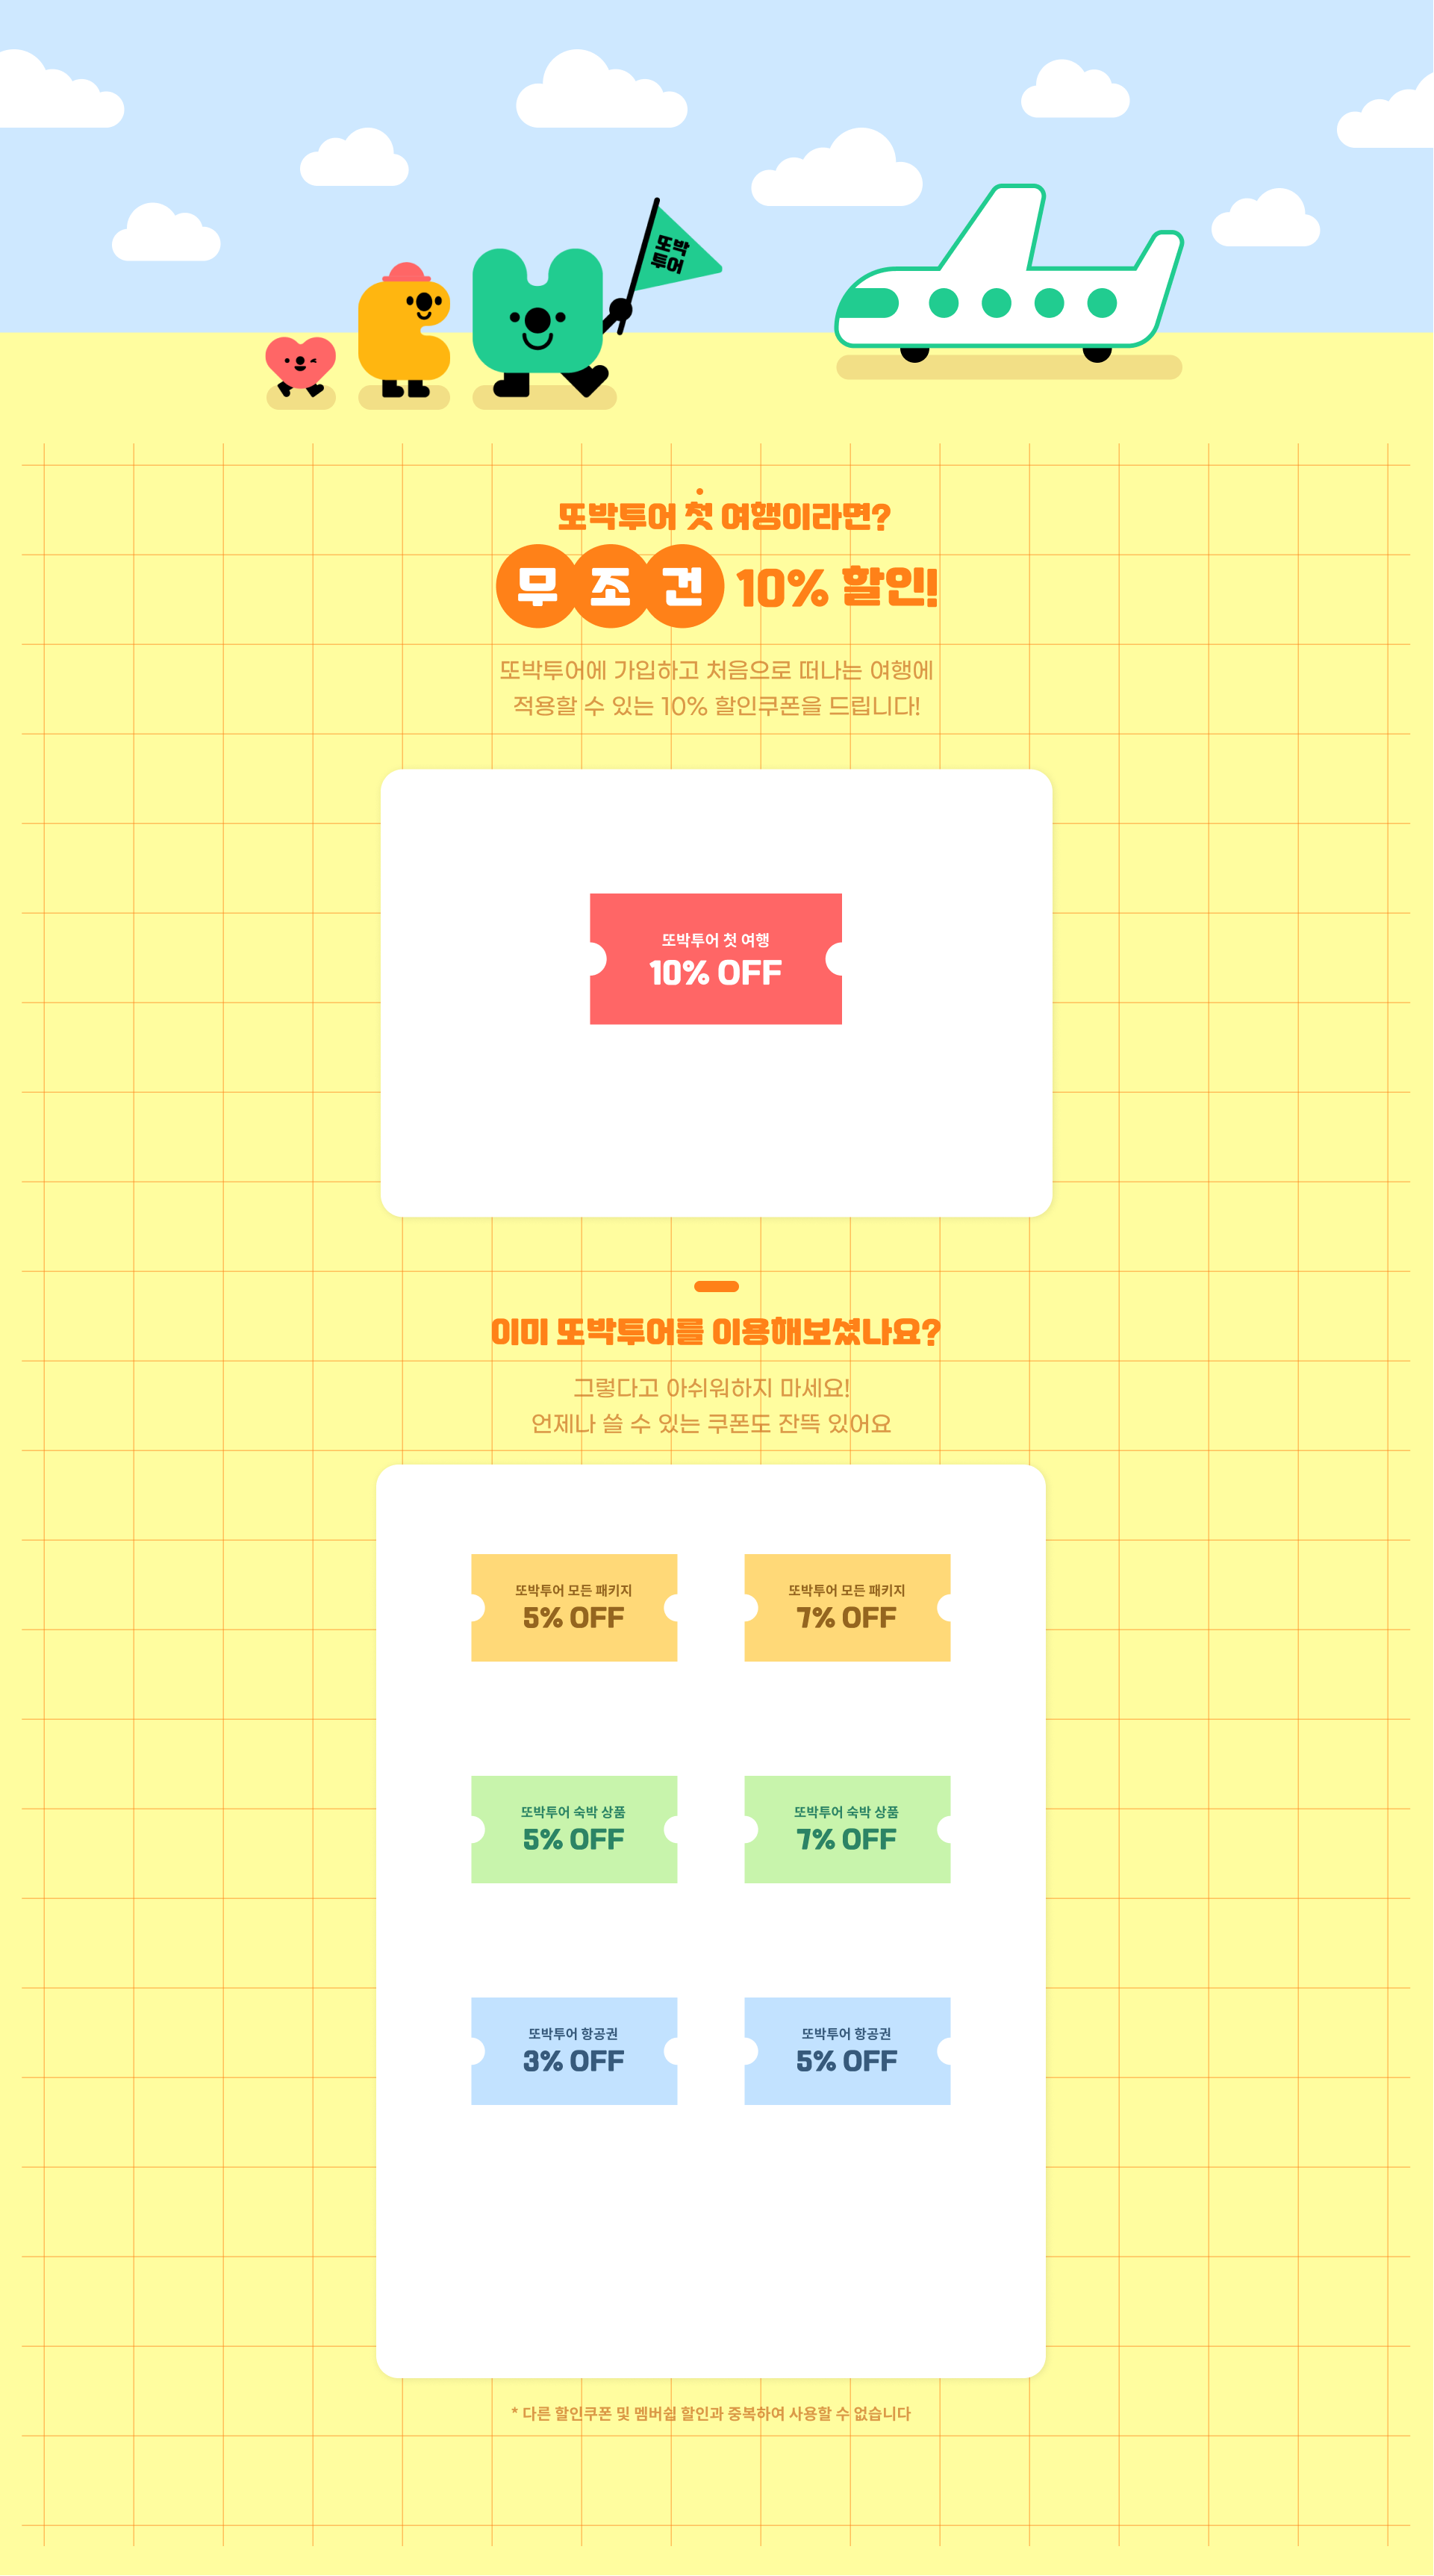 또박
투어
또박투어 첫 여행이라면?
무조건 10% 할인!
또박투어에 가입하고 처음으로 떠나는 여행에
적용할 수 있는 10% 할인쿠폰을 드립니다!
또박투어 첫 여행
10% OFF
이미 또박투어를 이용해보셨나요?
그렇다고 아쉬워하지 마세요!
언제나 쓸 수 있는 쿠폰도 잔뜩 있어요
또박투어 모든 패키지
5% OFF
또박투어 모든 패키지
7% OFF
또박투어 숙박 상품
5% OFF
또박투어 숙박 상품
7% OFF
또박투어 항공권
3% OFF
또박투어 항공권
5% OFF
* 다른 할인쿠폰 및 멤버쉽 할인과 중복하여 사용할 수 없습니다